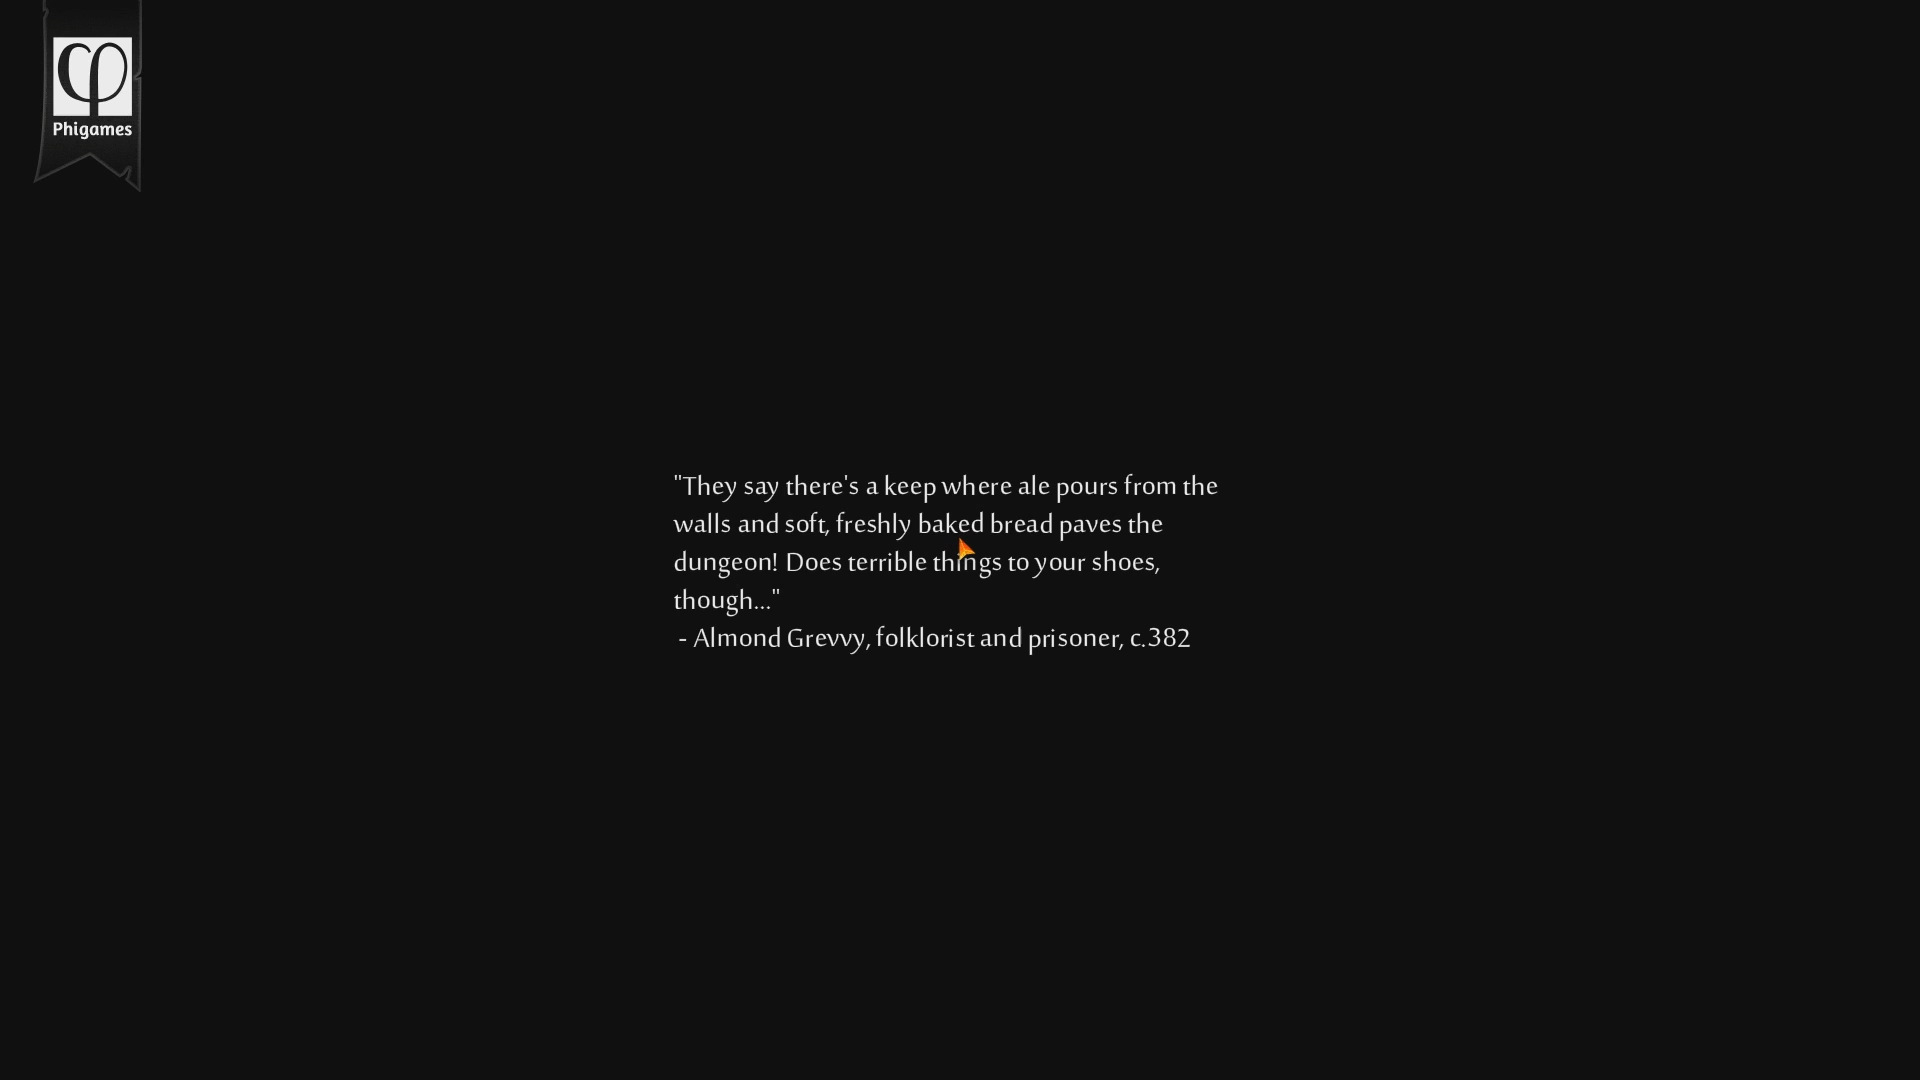 φ
Phigames
"They say there's a keep where ale pours from the
walls and soft, freshly baked bread paves the
dungeon! Does terrible things to your shoes,
though..."
- Almond Grevvy, folklorist and prisoner, c.382